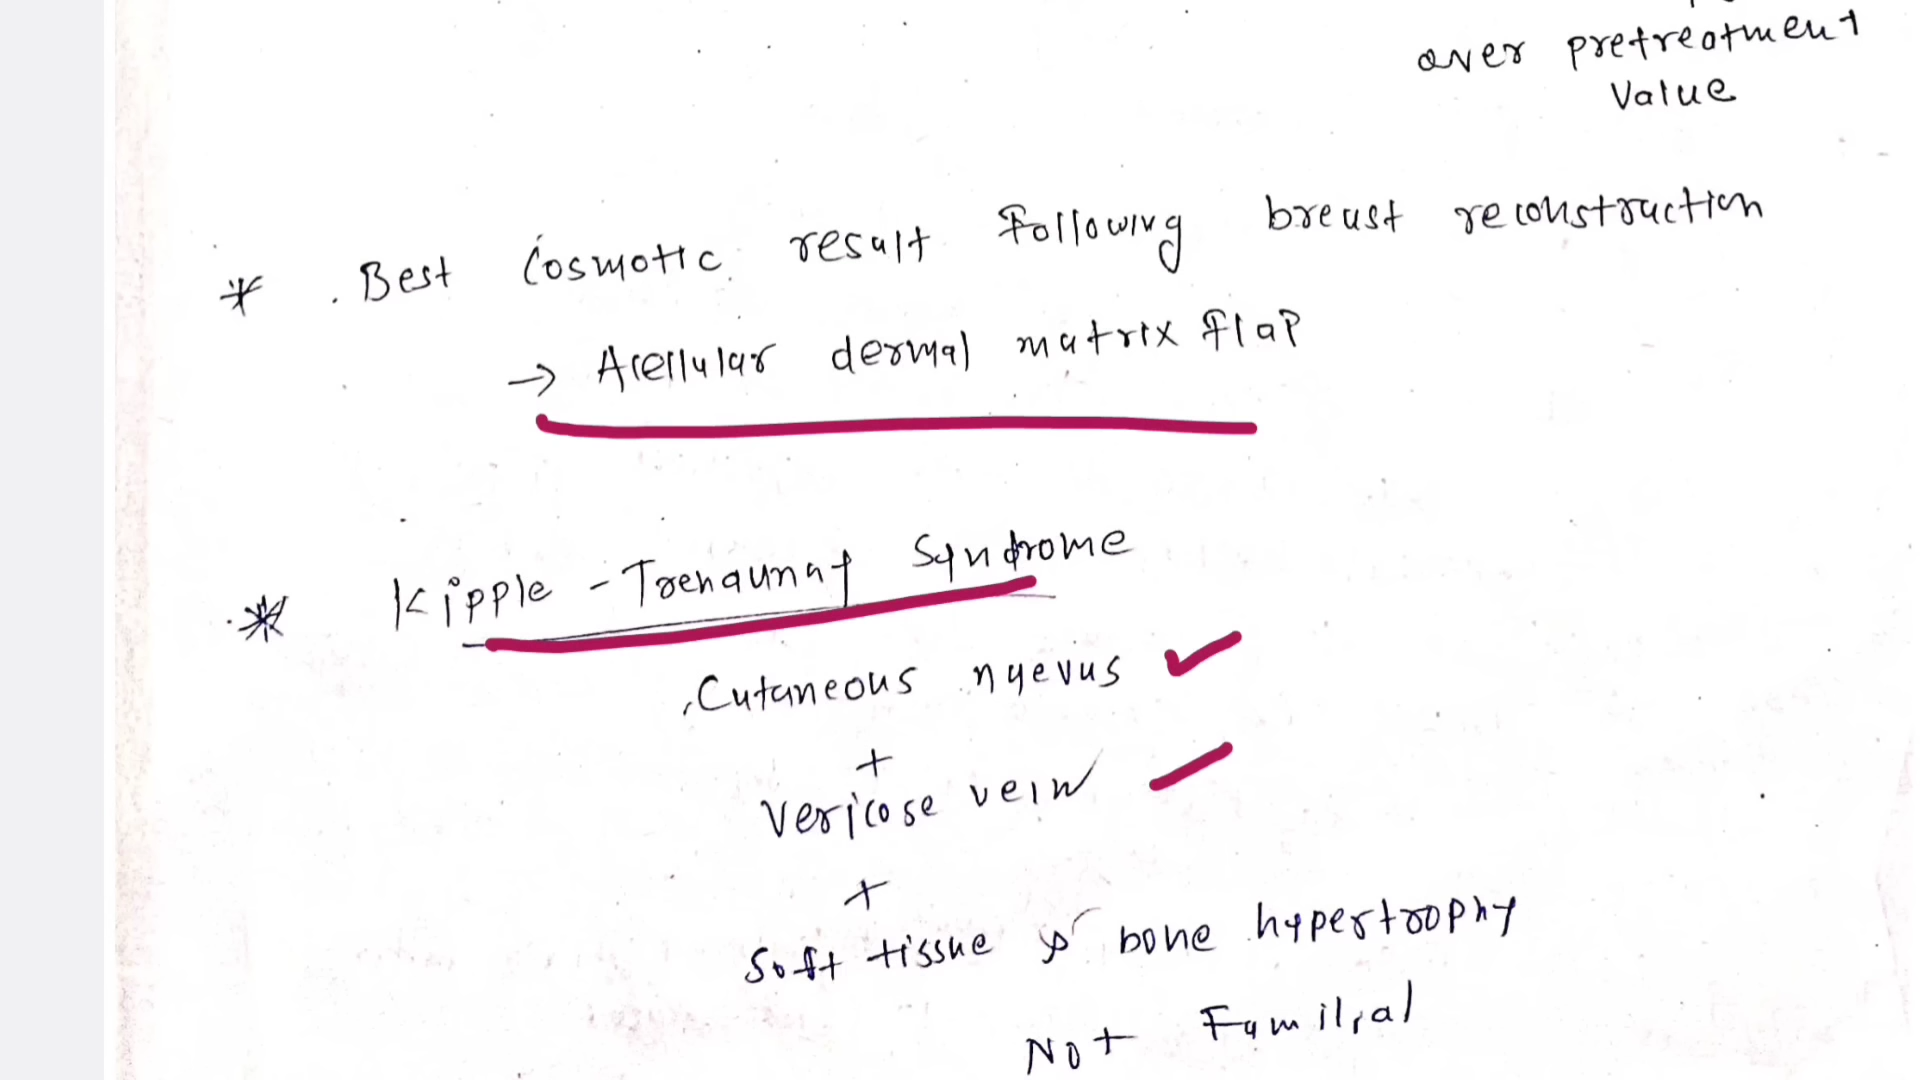 over pretreatment
Value
* Best Cosmotic result Following breast reconstruction
→ Acellular dermal matrix Flap
* Kipple - Trenaunay Syndrome
Cutaneous nyevus ✓
+
Vericose vein
+
Soft tissue & bone hypertrophy
Not Familial